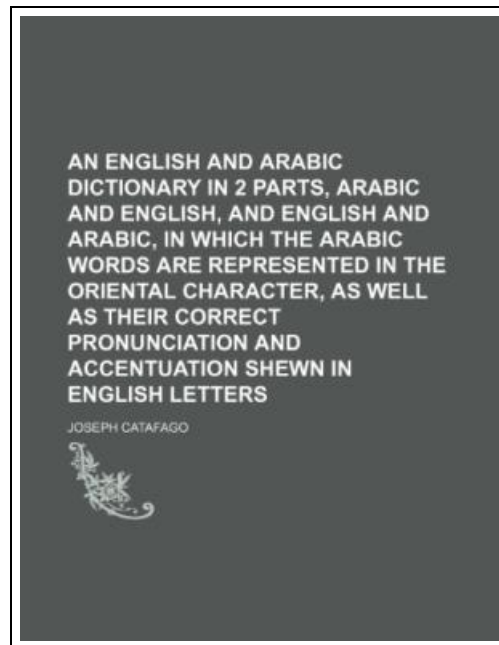 AN ENGLISH AND ARABIC
DICTIONARY IN 2 PARTS, ARABIC
AND ENGLISH, AND ENGLISH AND
ARABIC, IN WHICH THE ARABIC
WORDS ARE REPRESENTED IN THE
ORIENTAL CHARACTER, AS WELL
AS THEIR CORRECT
PRONUNCIATION AND
ACCENTUATION SHEWN IN
ENGLISH LETTERS
JOSEPH CATAFAGO